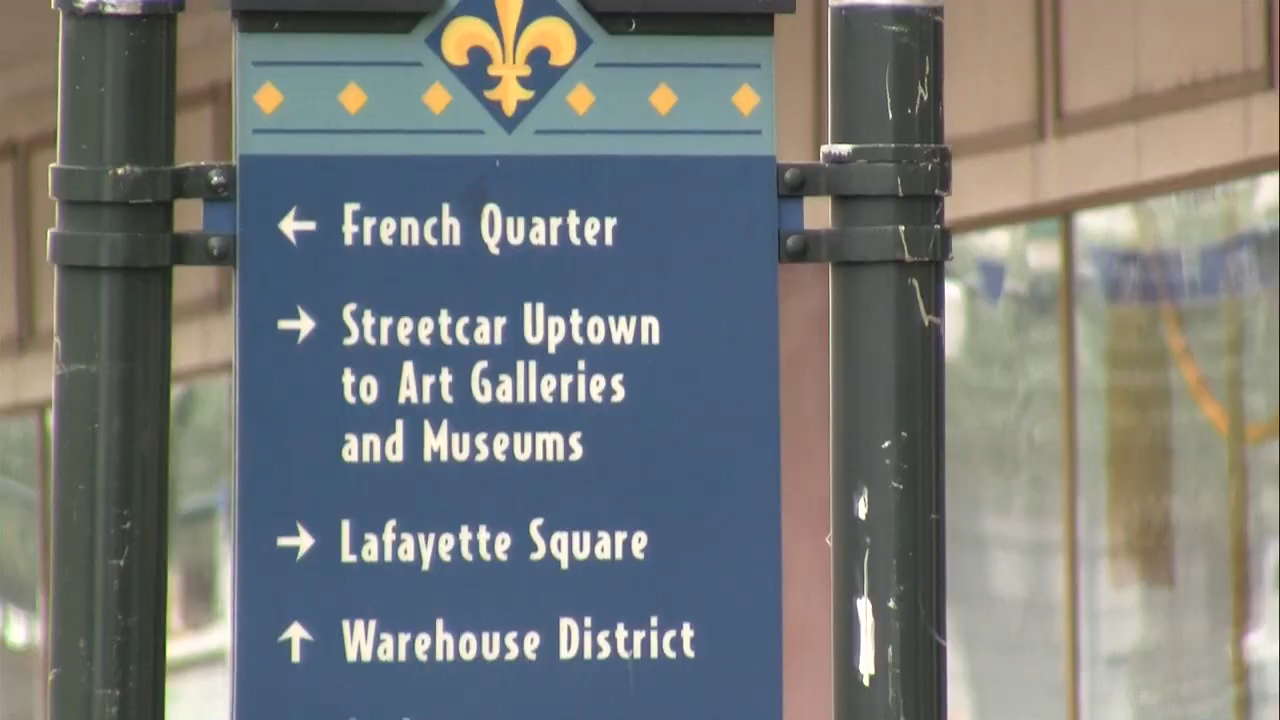 ← French Quarter
→ Streetcar Uptown
to Art Galleries
and Museums
→ Lafayette Square
↑ Warehouse District